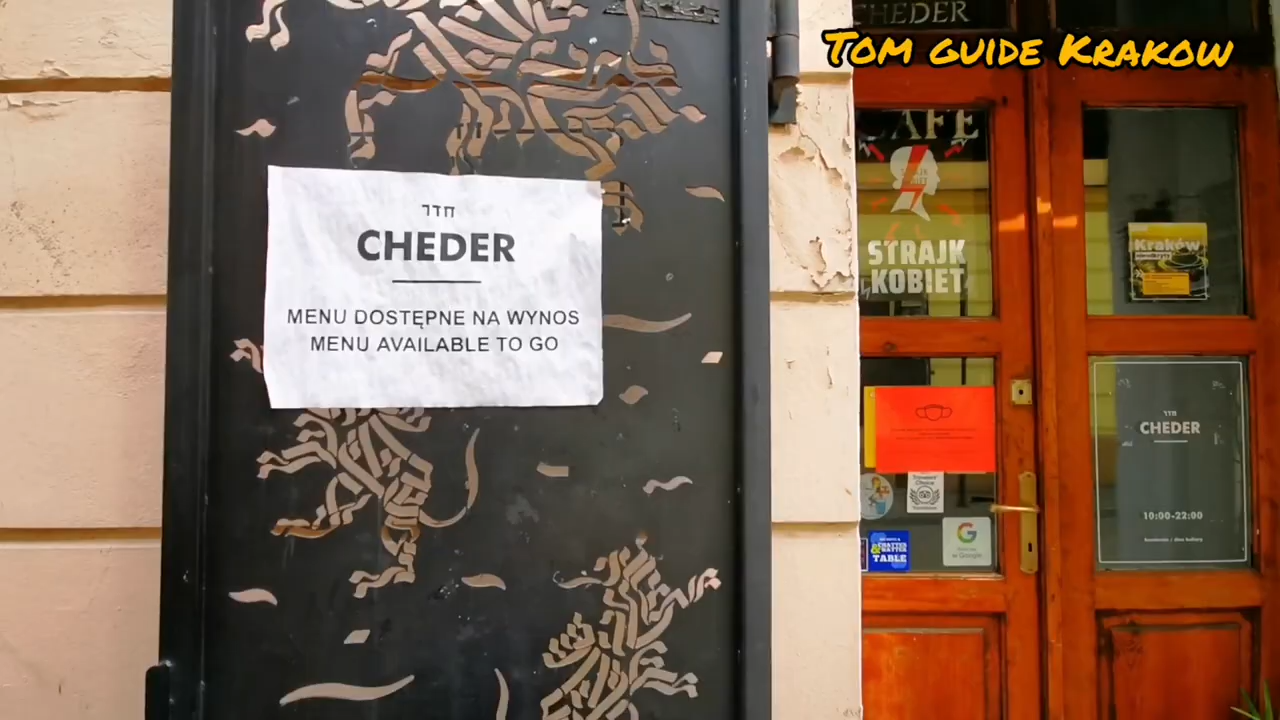 Tom guide Krakow
חדר
CHEDER
MENU DOSTĘPNE NA WYNOS
MENU AVAILABLE TO GO
CHEDER
CAFE
STRAJK
KOBIET
Kraków
חדר
CHEDER
10:00-22:00
TABLE
G